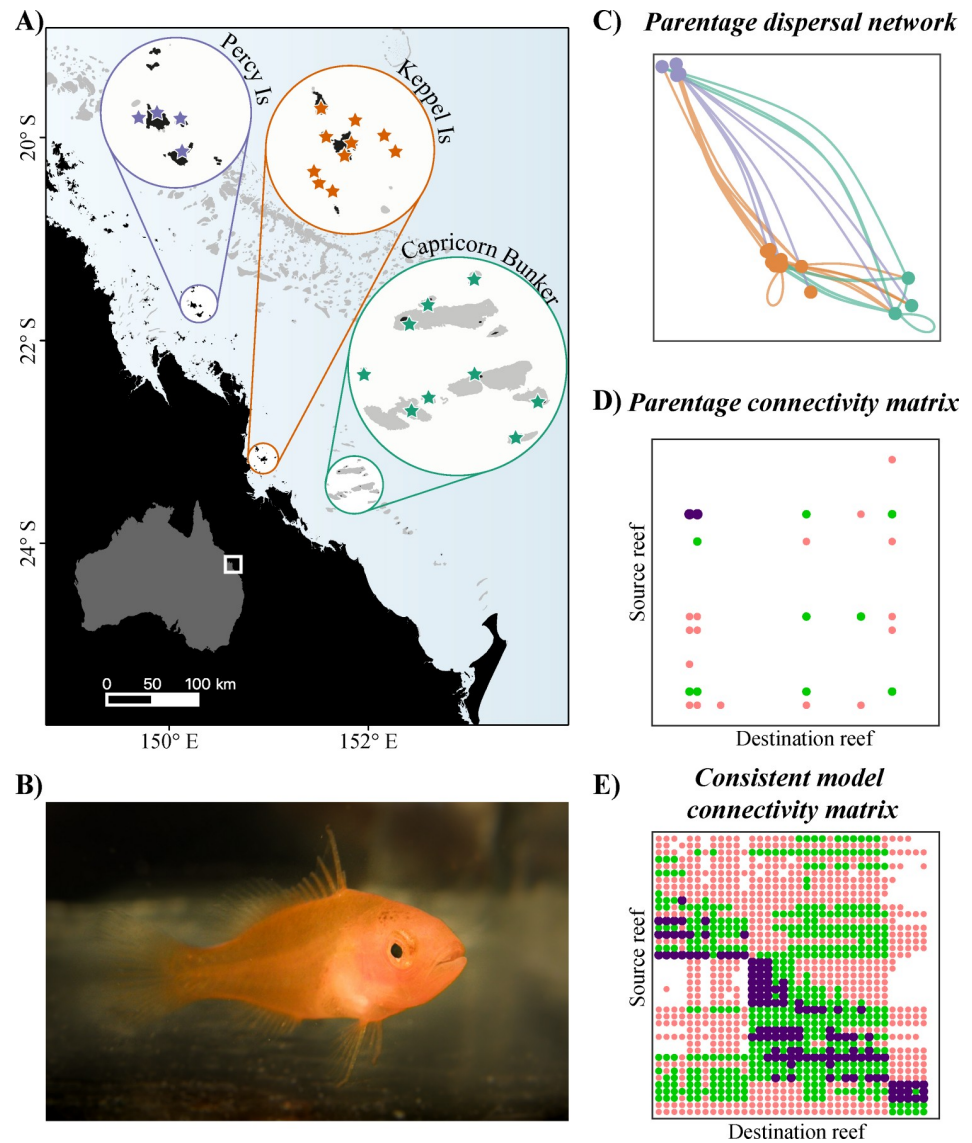 A)
Percy Is
Keppel Is
Capricorn Bunker
20° S
22° S
24° S
0 50 100 km
150° E
152° E
B)
C) Parentage dispersal network
D) Parentage connectivity matrix
Source reef
Destination reef
E) Consistent model
connectivity matrix
Source reef
Destination reef